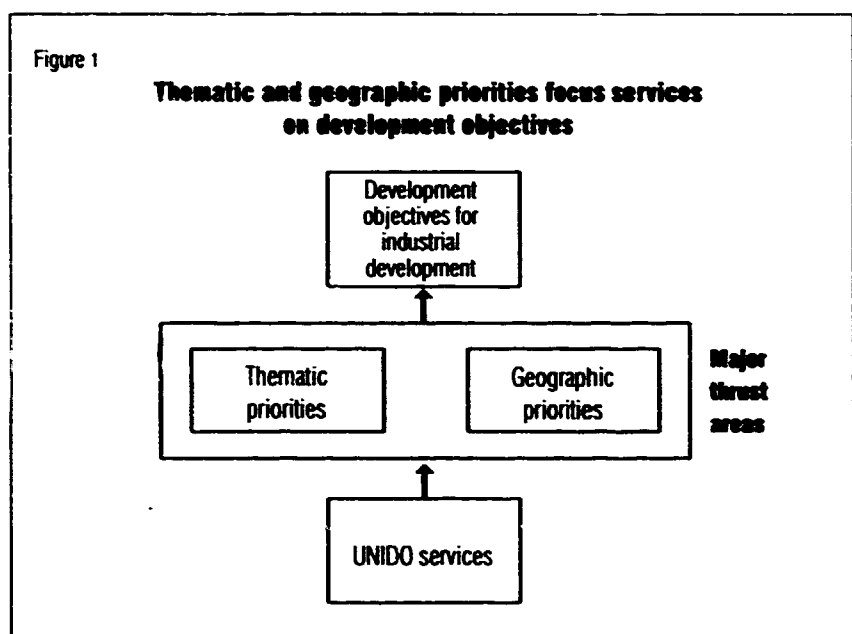 Figure 1
Thematic and geographic priorities focus services
on development objectives
Development
objectives for
industrial
development
Thematic
priorities
Geographic
priorities
Major
thrust
areas
UNIDO services